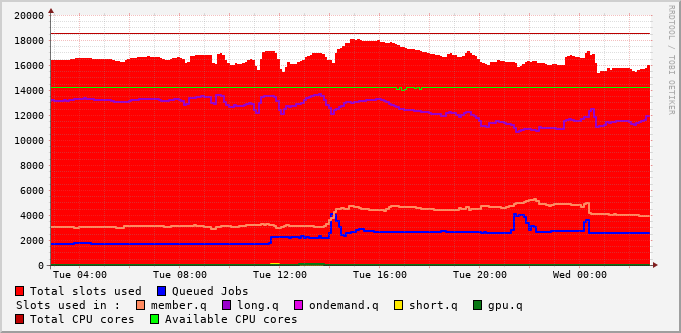 20000
18000
16000
14000
12000
10000
8000
6000
4000
2000
0
Tue 04:00 Tue 08:00 Tue 12:00 Tue 16:00 Tue 20:00 Wed 00:00
Total slots used Queued Jobs
Slots used in : member.q long.q ondemand.q short.q gpu.q
Total CPU cores Available CPU cores
RRDTOOL / TOBI OETIKER